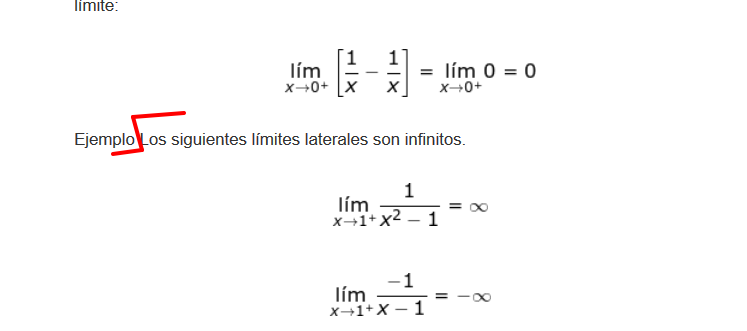 límite:
lím x→0+ [1/x − 1/x] = lím x→0+ 0 = 0
Ejemplo Los siguientes límites laterales son infinitos.
lím x→1+ 1/(x² − 1) = ∞
lím x→1+ −1/(x − 1) = −∞